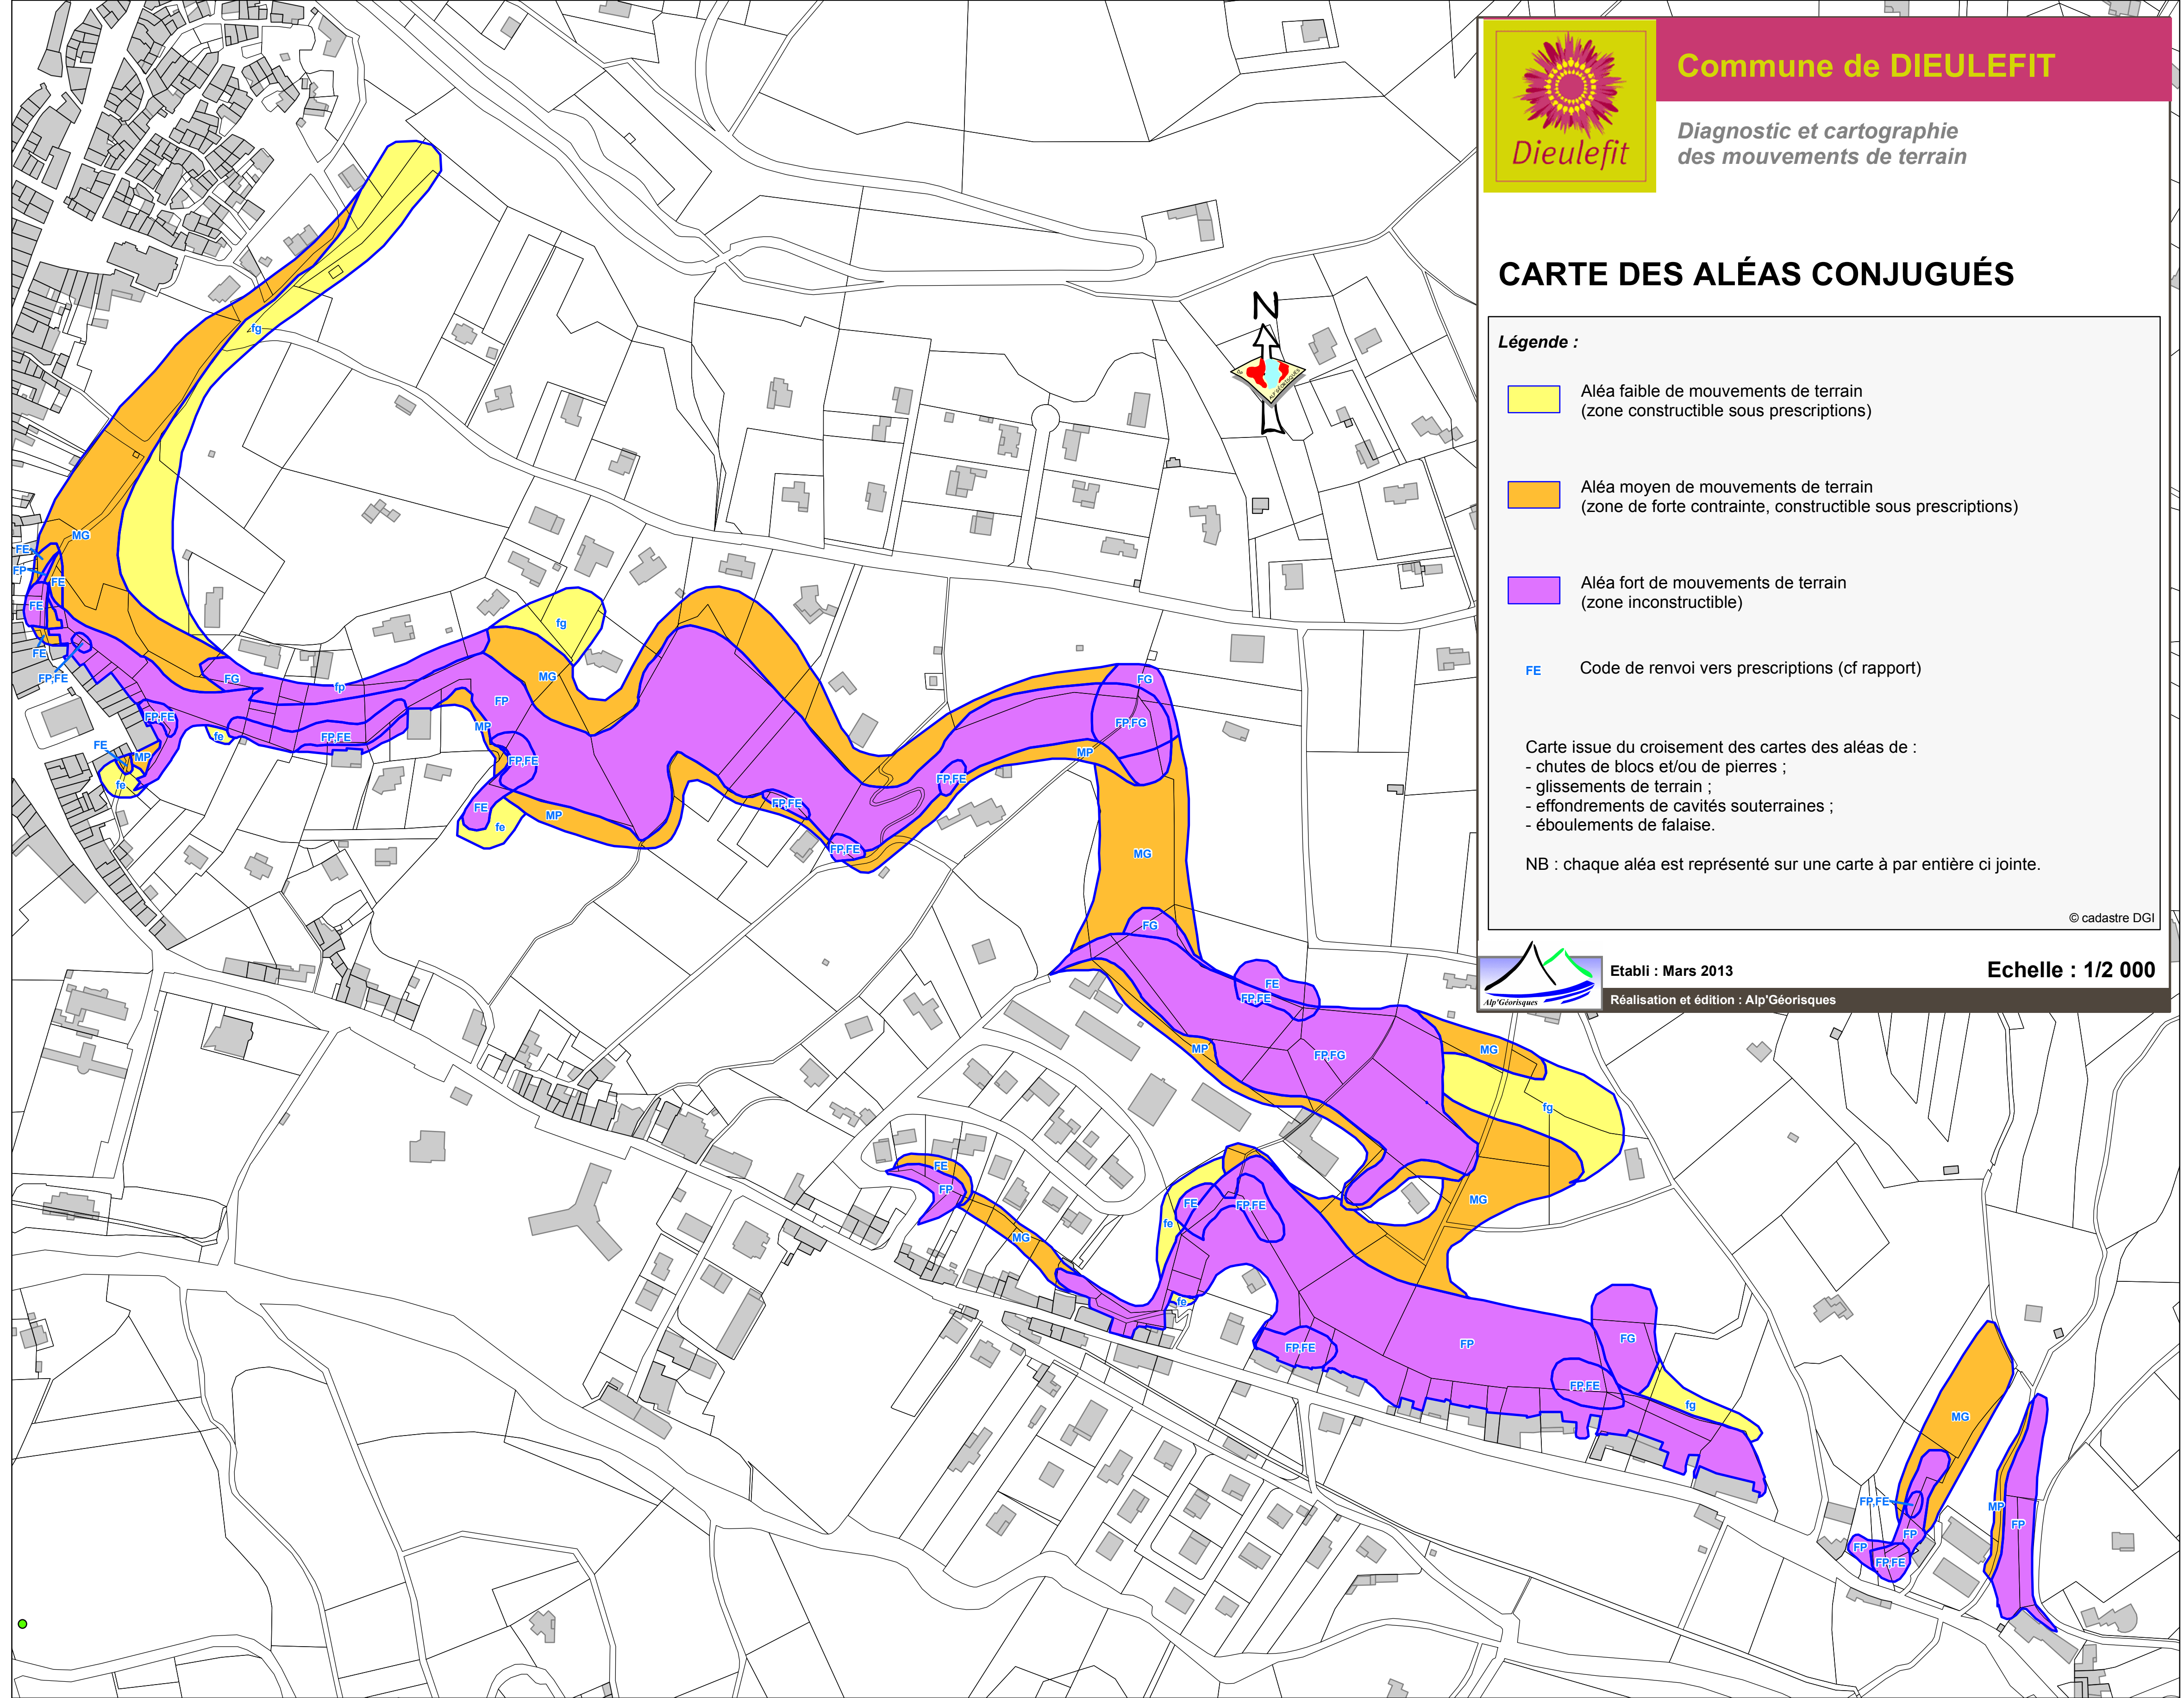 Commune de DIEULEFIT
Dieulefit
Diagnostic et cartographie
des mouvements de terrain
CARTE DES ALÉAS CONJUGUÉS
Légende :
Aléa faible de mouvements de terrain
(zone constructible sous prescriptions)
Aléa moyen de mouvements de terrain
(zone de forte contrainte, constructible sous prescriptions)
Aléa fort de mouvements de terrain
(zone inconstructible)
FE Code de renvoi vers prescriptions (cf rapport)
Carte issue du croisement des cartes des aléas de :
- chutes de blocs et/ou de pierres ;
- glissements de terrain ;
- effondrements de cavités souterraines ;
- éboulements de falaise.
NB : chaque aléa est représenté sur une carte à par entière ci jointe.
© cadastre DGI
Alp'Géorisques
Etabli : Mars 2013
Echelle : 1/2 000
Réalisation et édition : Alp'Géorisques
N
fg
MG
FE
FP
FE
FE
FE
FP,FE
FG
fp
FP,FE
fe
FP,FE
FE
MP
fe
fg
MG
FP
MP
FP,FE
FE
fe
MP
FP,FE
FP,FE
FP,FE
FG
FP,FG
MP
MG
FG
FE
FP,FE
MP
FP,FG
MG
fg
MG
FE
FP
MG
FE
fe
FP,FE
fe
FP,FE
FP
FG
FP,FE
fg
MG
FP,FE
FP
FP
FP,FE
MP
FP